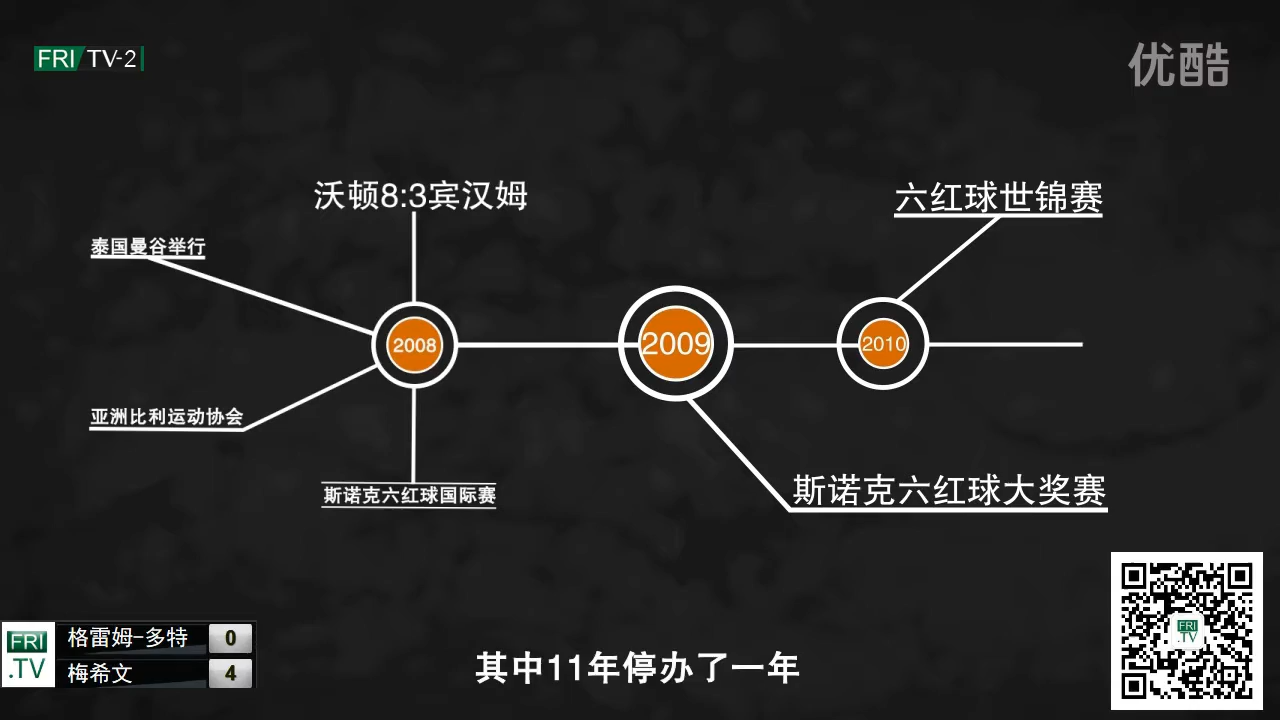 FRI TV-2
优酷
沃顿8:3宾汉姆
六红球世锦赛
泰国曼谷举行
2008
2009
2010
亚洲比利运动协会
斯诺克六红球国际赛
斯诺克六红球大奖赛
FRI
.TV
格雷姆-多特 0
梅希文 4
其中11年停办了一年
FRI
.TV